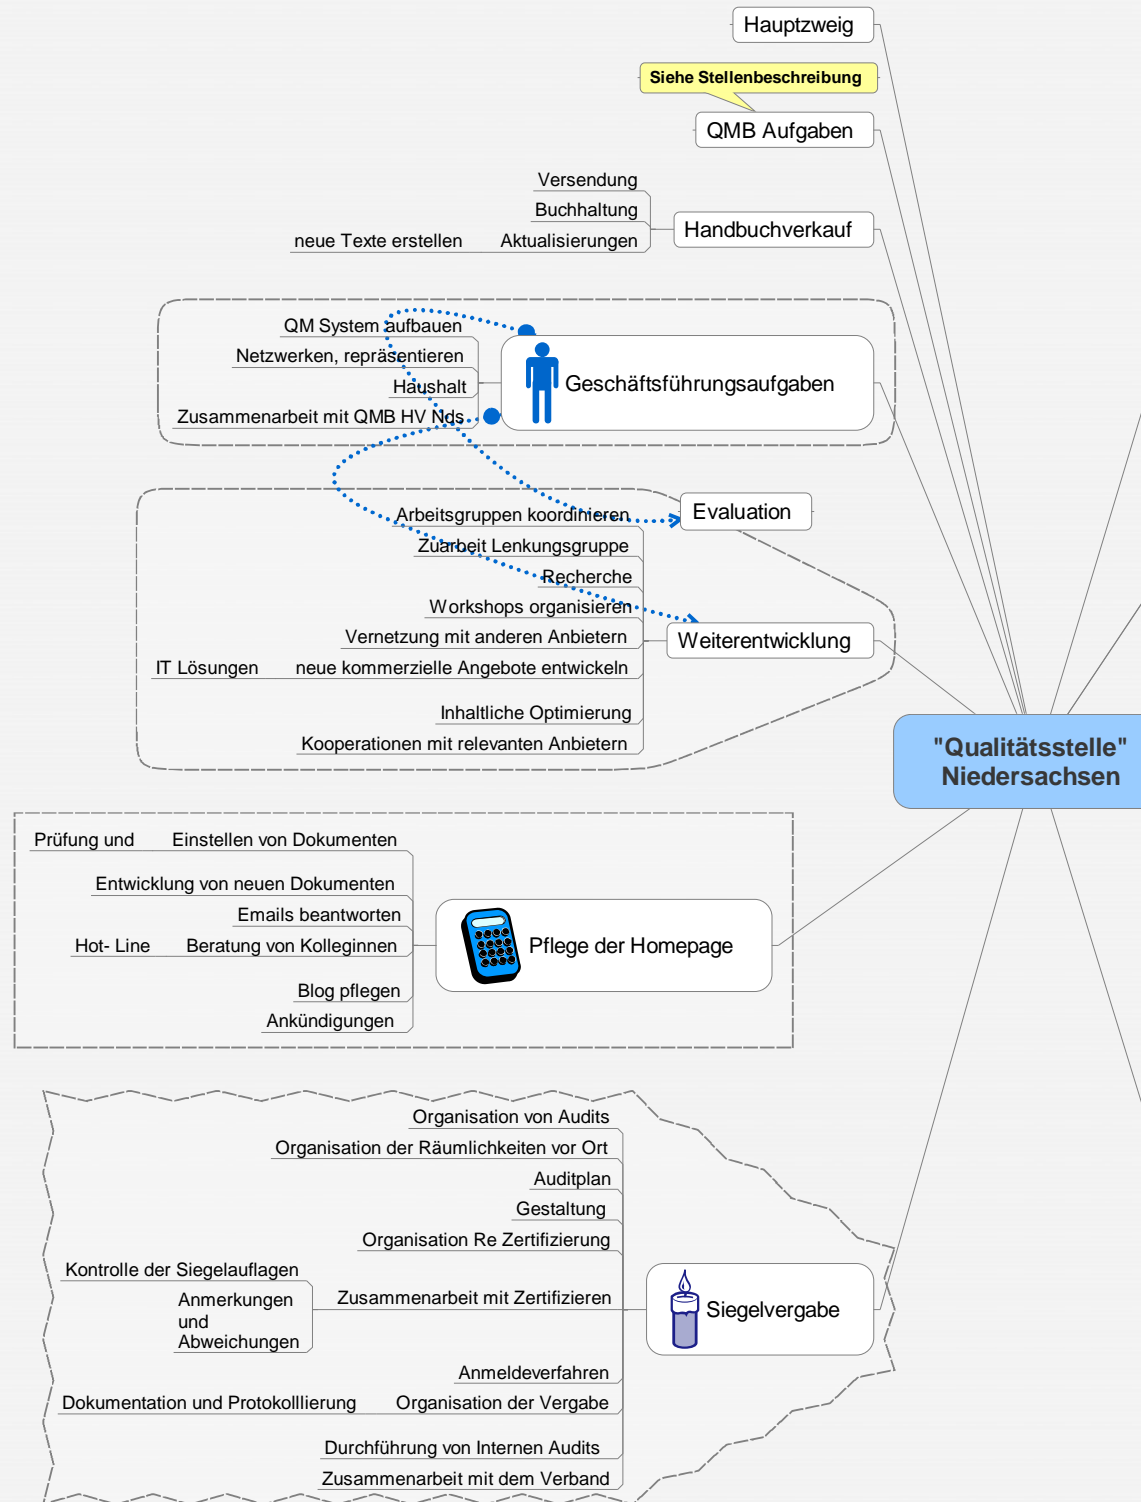 Hauptzweig
Siehe Stellenbeschreibung
QMB Aufgaben
Versendung
Buchhaltung
neue Texte erstellen Aktualisierungen
Handbuchverkauf
QM System aufbauen
Netzwerken, repräsentieren
Haushalt
Zusammenarbeit mit QMB HV Nds
Geschäftsführungsaufgaben
Evaluation
Arbeitsgruppen koordinieren
Zuarbeit Lenkungsgruppe
Recherche
Workshops organisieren
Vernetzung mit anderen Anbietern
IT Lösungen neue kommerzielle Angebote entwickeln
Inhaltliche Optimierung
Kooperationen mit relevanten Anbietern
Weiterentwicklung
"Qualitätsstelle"
Niedersachsen
Prüfung und Einstellen von Dokumenten
Entwicklung von neuen Dokumenten
Emails beantworten
Hot- Line Beratung von Kolleginnen
Blog pflegen
Ankündigungen
Pflege der Homepage
Organisation von Audits
Organisation der Räumlichkeiten vor Ort
Auditplan
Gestaltung
Organisation Re Zertifizierung
Kontrolle der Siegelauflagen
Anmerkungen
und
Abweichungen
Zusammenarbeit mit Zertifizieren
Anmeldeverfahren
Dokumentation und Protokolllierung Organisation der Vergabe
Durchführung von Internen Audits
Zusammenarbeit mit dem Verband
Siegelvergabe